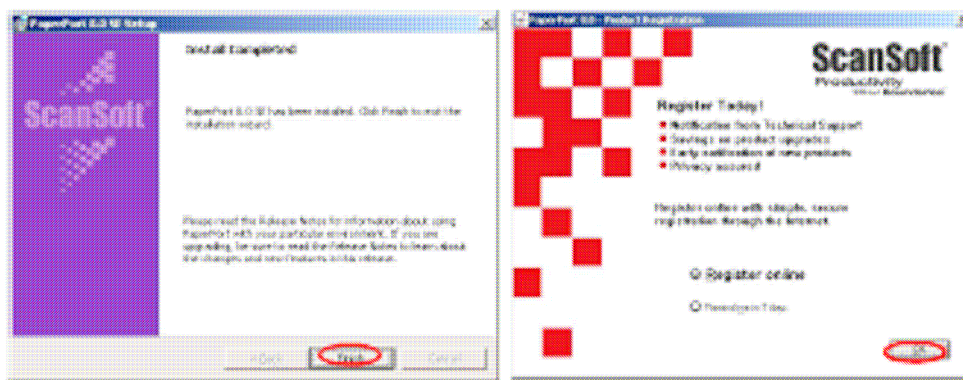 PaperPort 8.0 SE Setup
Install Completed
ScanSoft
PaperPort 8.0 SE has been installed. Click Finish to exit the
installation wizard.
Please read the Release Notes for information about using
PaperPort with your particular environment. If you are
upgrading, be sure to read the Release Notes to learn about
the changes, and new features in this release.
< Back
Finish
Cancel
Product Registration
ScanSoft
Productivity
Register Today!
Notification from Technical Support
Savings on product upgrades
Early notification of new products
Privacy assured
Register online with simple, secure
registration through the Internet.
Register online
OK